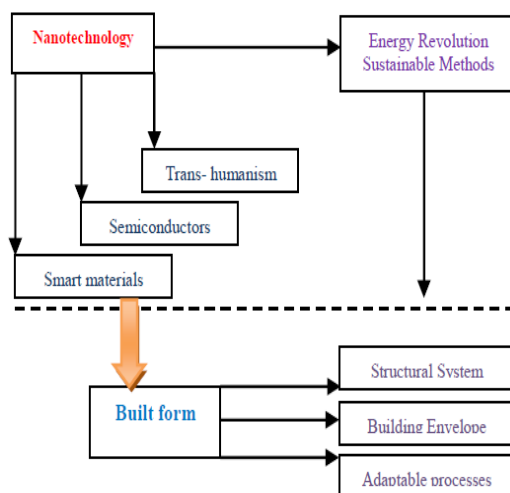 Nanotechnology
Energy Revolution
Sustainable Methods
Trans- humanism
Semiconductors
Smart materials
Built form
Structural System
Building Envelope
Adaptable processes